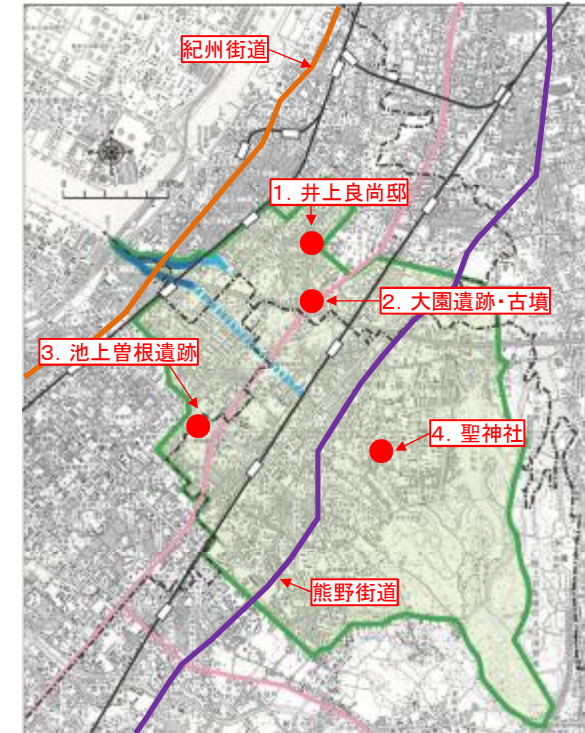 紀州街道
1. 井上良尚邸
2. 大園遺跡・古墳
3. 池上曽根遺跡
4. 聖神社
熊野街道